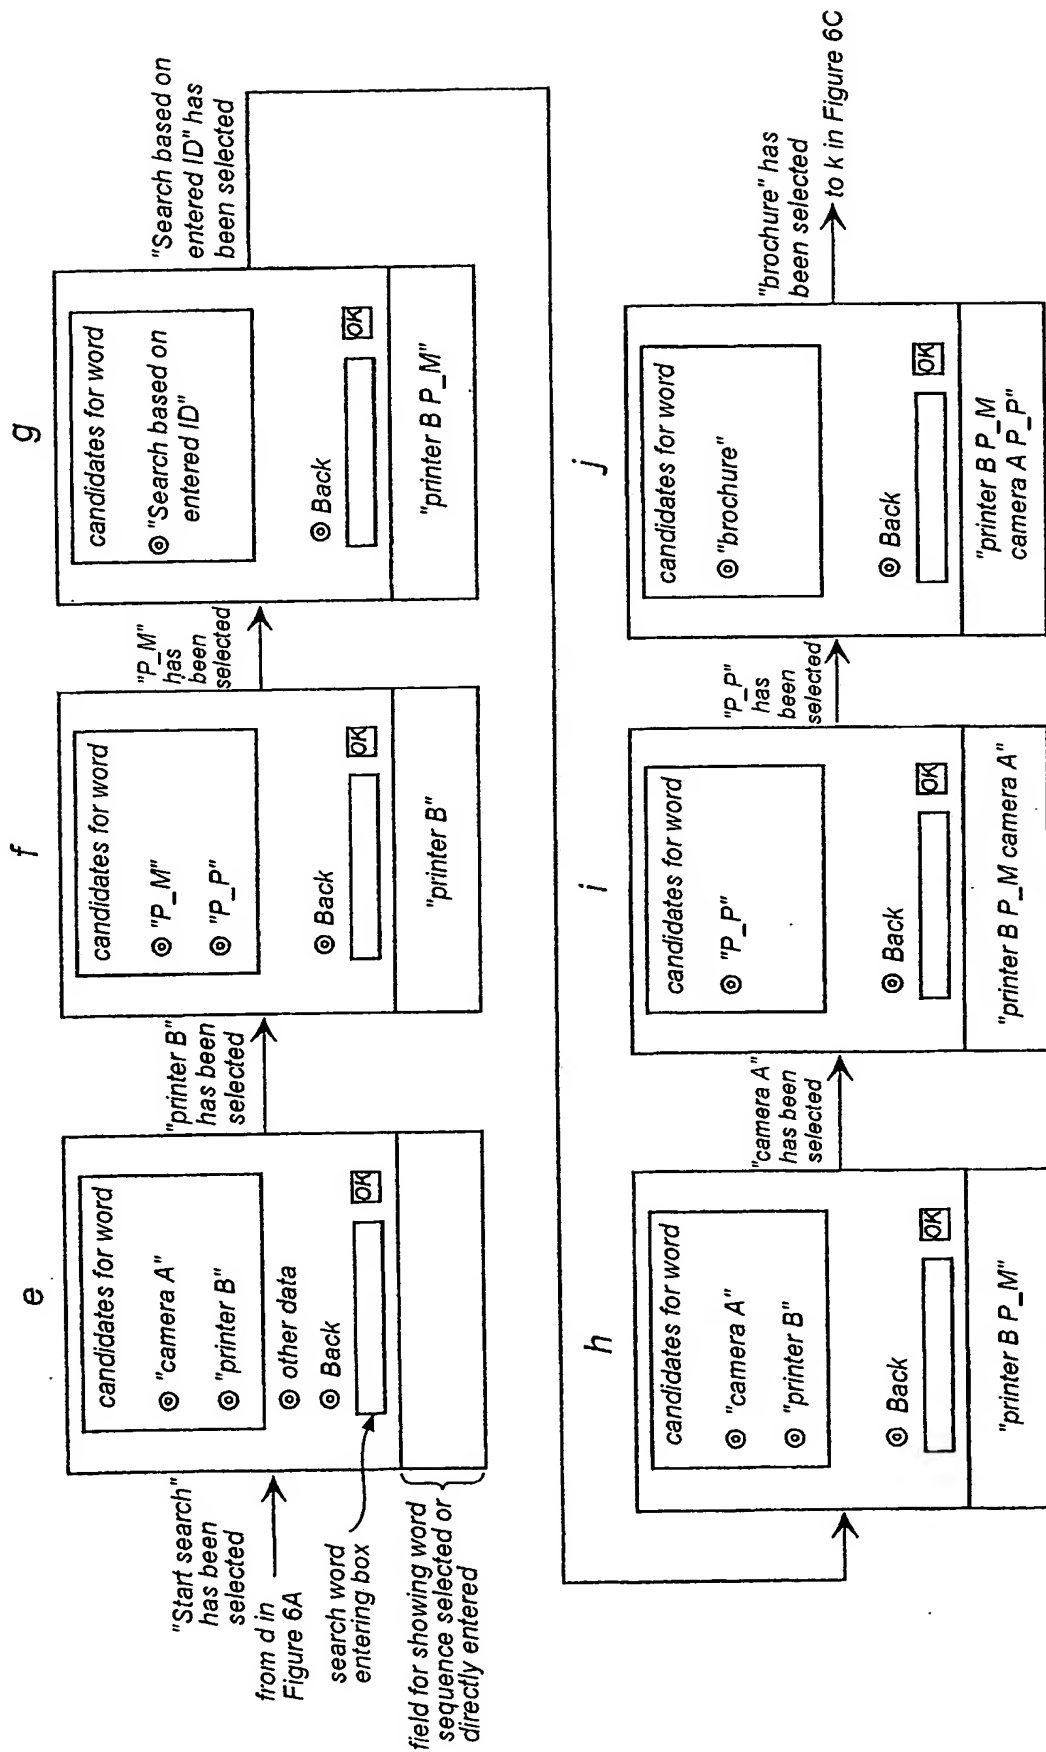 "Start search"
has been
selected
from d in
Figure 6A
search word
entering box
field for showing word
sequence selected or
directly entered
e
candidates for word
◎ "camera A"
◎ "printer B"
◎ other data
◎ Back
OK
"printer B"
has been
selected
f
candidates for word
◎ "P_M"
◎ "P_P"
◎ Back
OK
"printer B"
"P_M"
has
been
selected
g
candidates for word
◎ "Search based on
entered ID"
◎ Back
OK
"printer B P_M"
"Search based on
entered ID" has
been selected
h
candidates for word
◎ "camera A"
◎ "printer B"
◎ Back
OK
"printer B P_M"
"camera A"
has been
selected
i
candidates for word
◎ "P_P"
◎ Back
OK
"printer B P_M camera A"
"P_P"
has
been
selected
j
candidates for word
◎ "brochure"
◎ Back
OK
"printer B P_M
camera A P_P"
"brochure" has
been selected
to k in Figure 6C